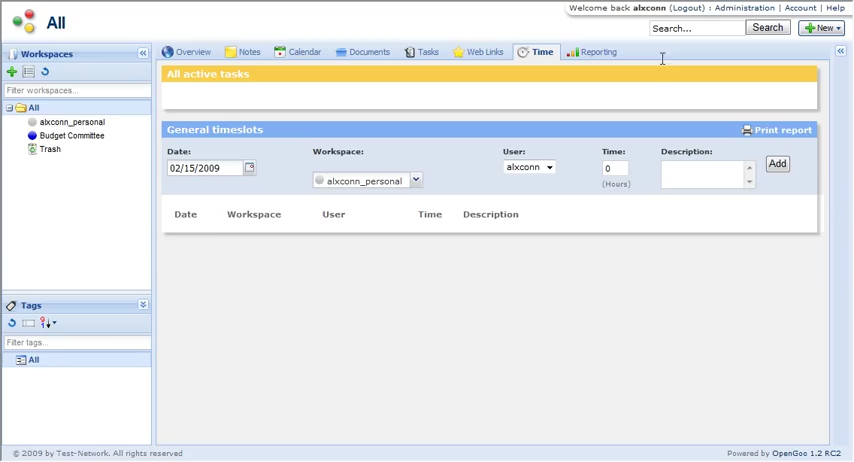 Welcome back alxconn (Logout) : Administration | Account | Help
All
Search...
Search
New
Workspaces
Overview
Notes
Calendar
Documents
Tasks
Web Links
Time
Reporting
Filter workspaces...
All
alxconn_personal
Budget Committee
Trash
All active tasks
General timeslots
Print report
Date:
Workspace:
User:
Time:
Description:
02/15/2009
alxconn_personal
alxconn
0
(Hours)
Add
Date
Workspace
User
Time
Description
Tags
Filter tags...
All
© 2009 by Test-Network. All rights reserved
Powered by OpenGoo 1.2 RC2